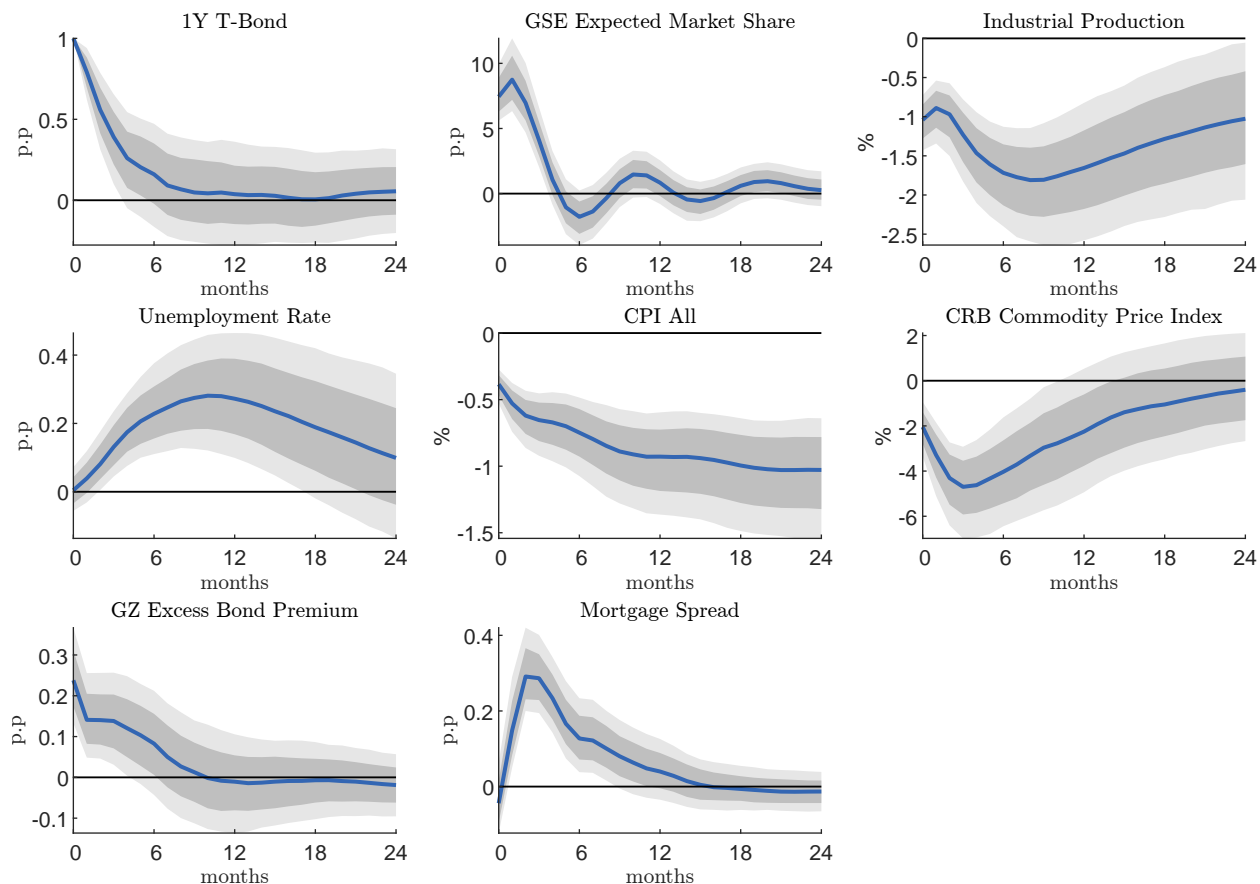 1Y T-Bond
1
0.5
0
p.p
0 6 12 18 24
months
GSE Expected Market Share
10
5
0
p.p
0 6 12 18 24
months
Industrial Production
0
-0.5
-1
-1.5
-2
-2.5
%
0 6 12 18 24
months
Unemployment Rate
0.4
0.2
0
p.p
0 6 12 18 24
months
CPI All
0
-0.5
-1
-1.5
%
0 6 12 18 24
months
CRB Commodity Price Index
2
0
-2
-4
-6
%
0 6 12 18 24
months
GZ Excess Bond Premium
0.3
0.2
0.1
0
-0.1
p.p
0 6 12 18 24
months
Mortgage Spread
0.4
0.2
0
p.p
0 6 12 18 24
months